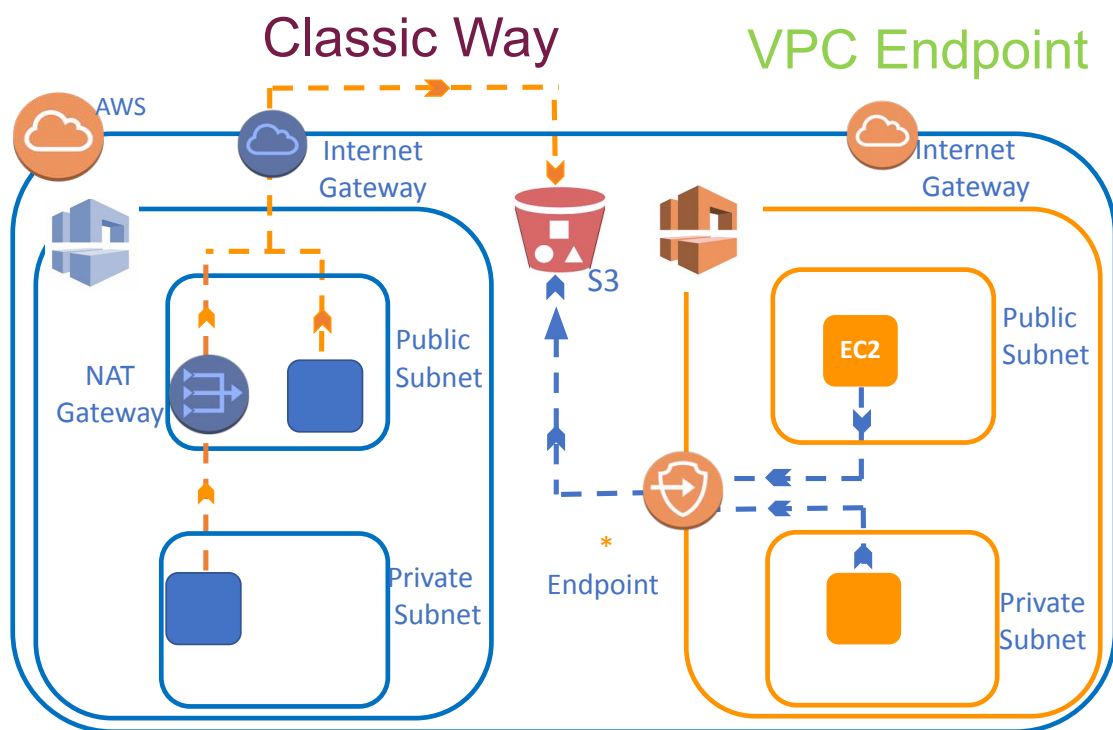 Classic Way
VPC Endpoint
AWS
Internet
Gateway
Internet
Gateway
S3
Public
Subnet
NAT
Gateway
EC2
Public
Subnet
*
Endpoint
Private
Subnet
Private
Subnet